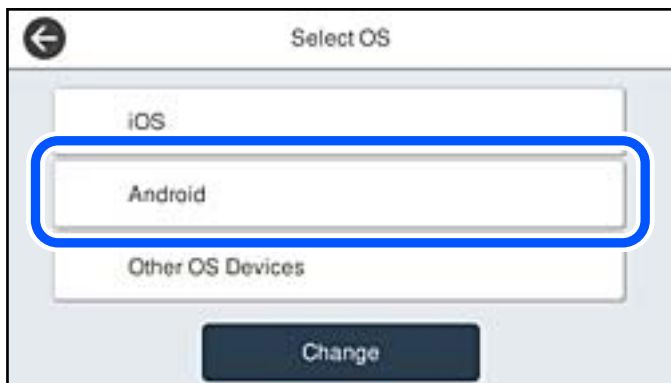 Select OS
iOS
Android
Other OS Devices
Change